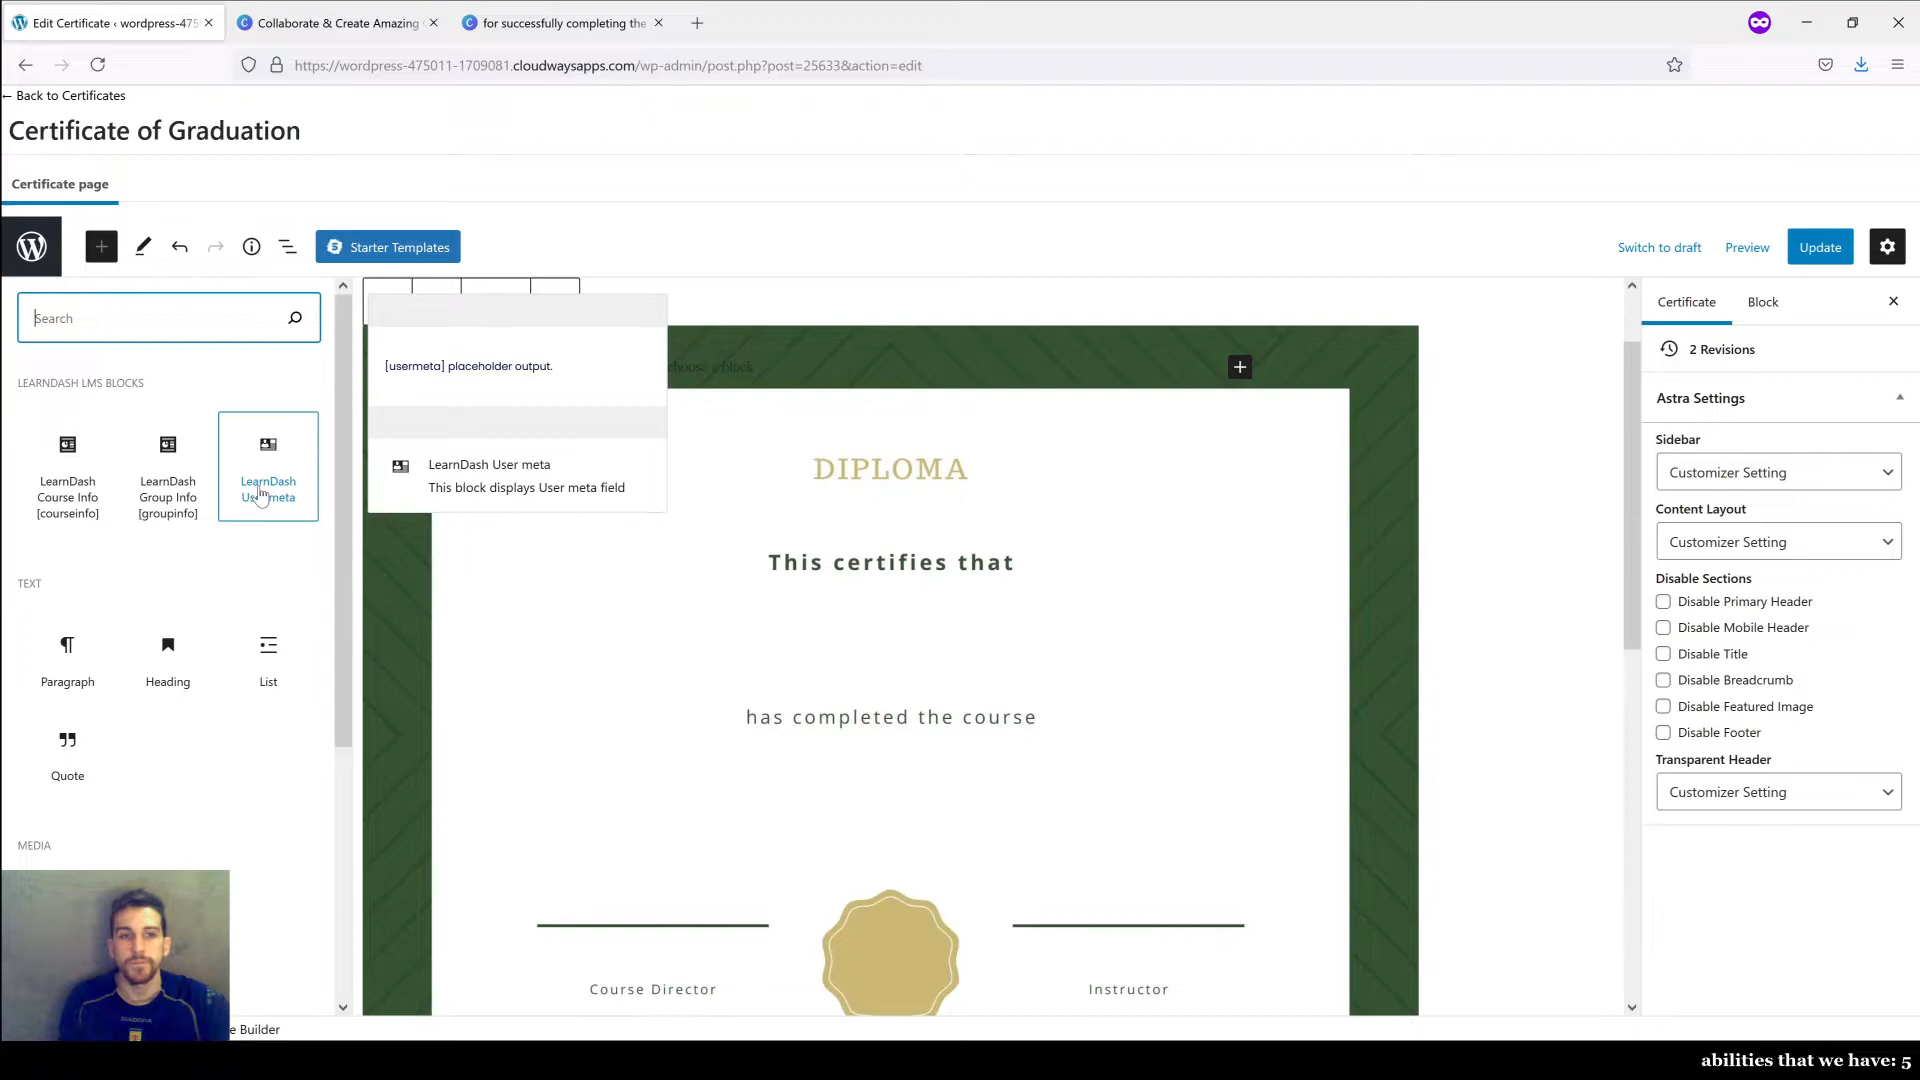 Edit Certificate ‹ wordpress-475
Collaborate & Create Amazing
for successfully completing the
https://wordpress-475011-1709081.cloudwaysapps.com/wp-admin/post.php?post=25633&action=edit
← Back to Certificates
Certificate of Graduation
Certificate page
Starter Templates
Switch to draft
Preview
Update
Search
LEARNDASH LMS BLOCKS
LearnDash
Course Info
[courseinfo]
LearnDash
Group Info
[groupinfo]
LearnDash
User meta
TEXT
Paragraph
Heading
List
Quote
MEDIA
[usermeta] placeholder output.
LearnDash User meta
This block displays User meta field
choose a block
DIPLOMA
This certifies that
has completed the course
Course Director
Instructor
Certificate
Block
2 Revisions
Astra Settings
Sidebar
Customizer Setting
Content Layout
Customizer Setting
Disable Sections
Disable Primary Header
Disable Mobile Header
Disable Title
Disable Breadcrumb
Disable Featured Image
Disable Footer
Transparent Header
Customizer Setting
DIADORA
e Builder
abilities that we have: 5